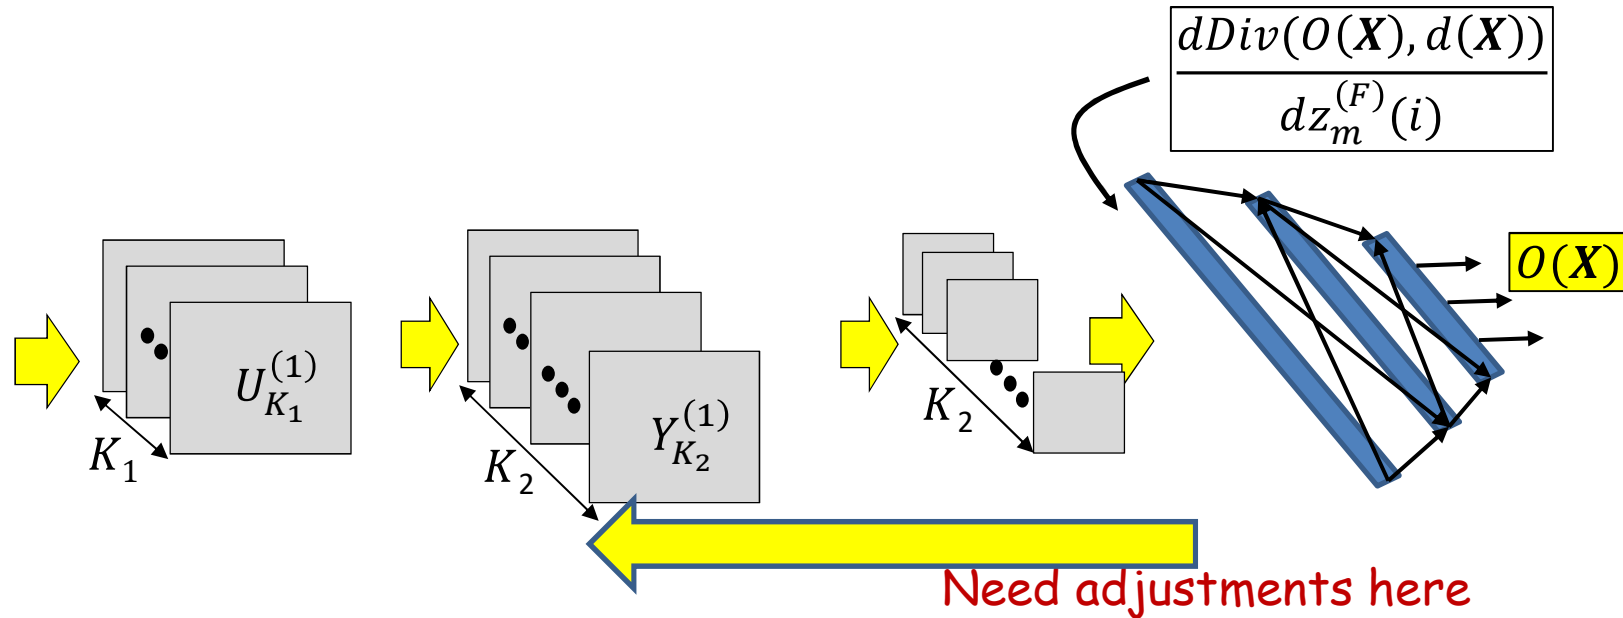 dDiv(O(X), d(X))
dz_m^{(F)}(i)
O(X)
U_{K_1}^{(1)}
K_1
Y_{K_2}^{(1)}
K_2
K_2
Need adjustments here